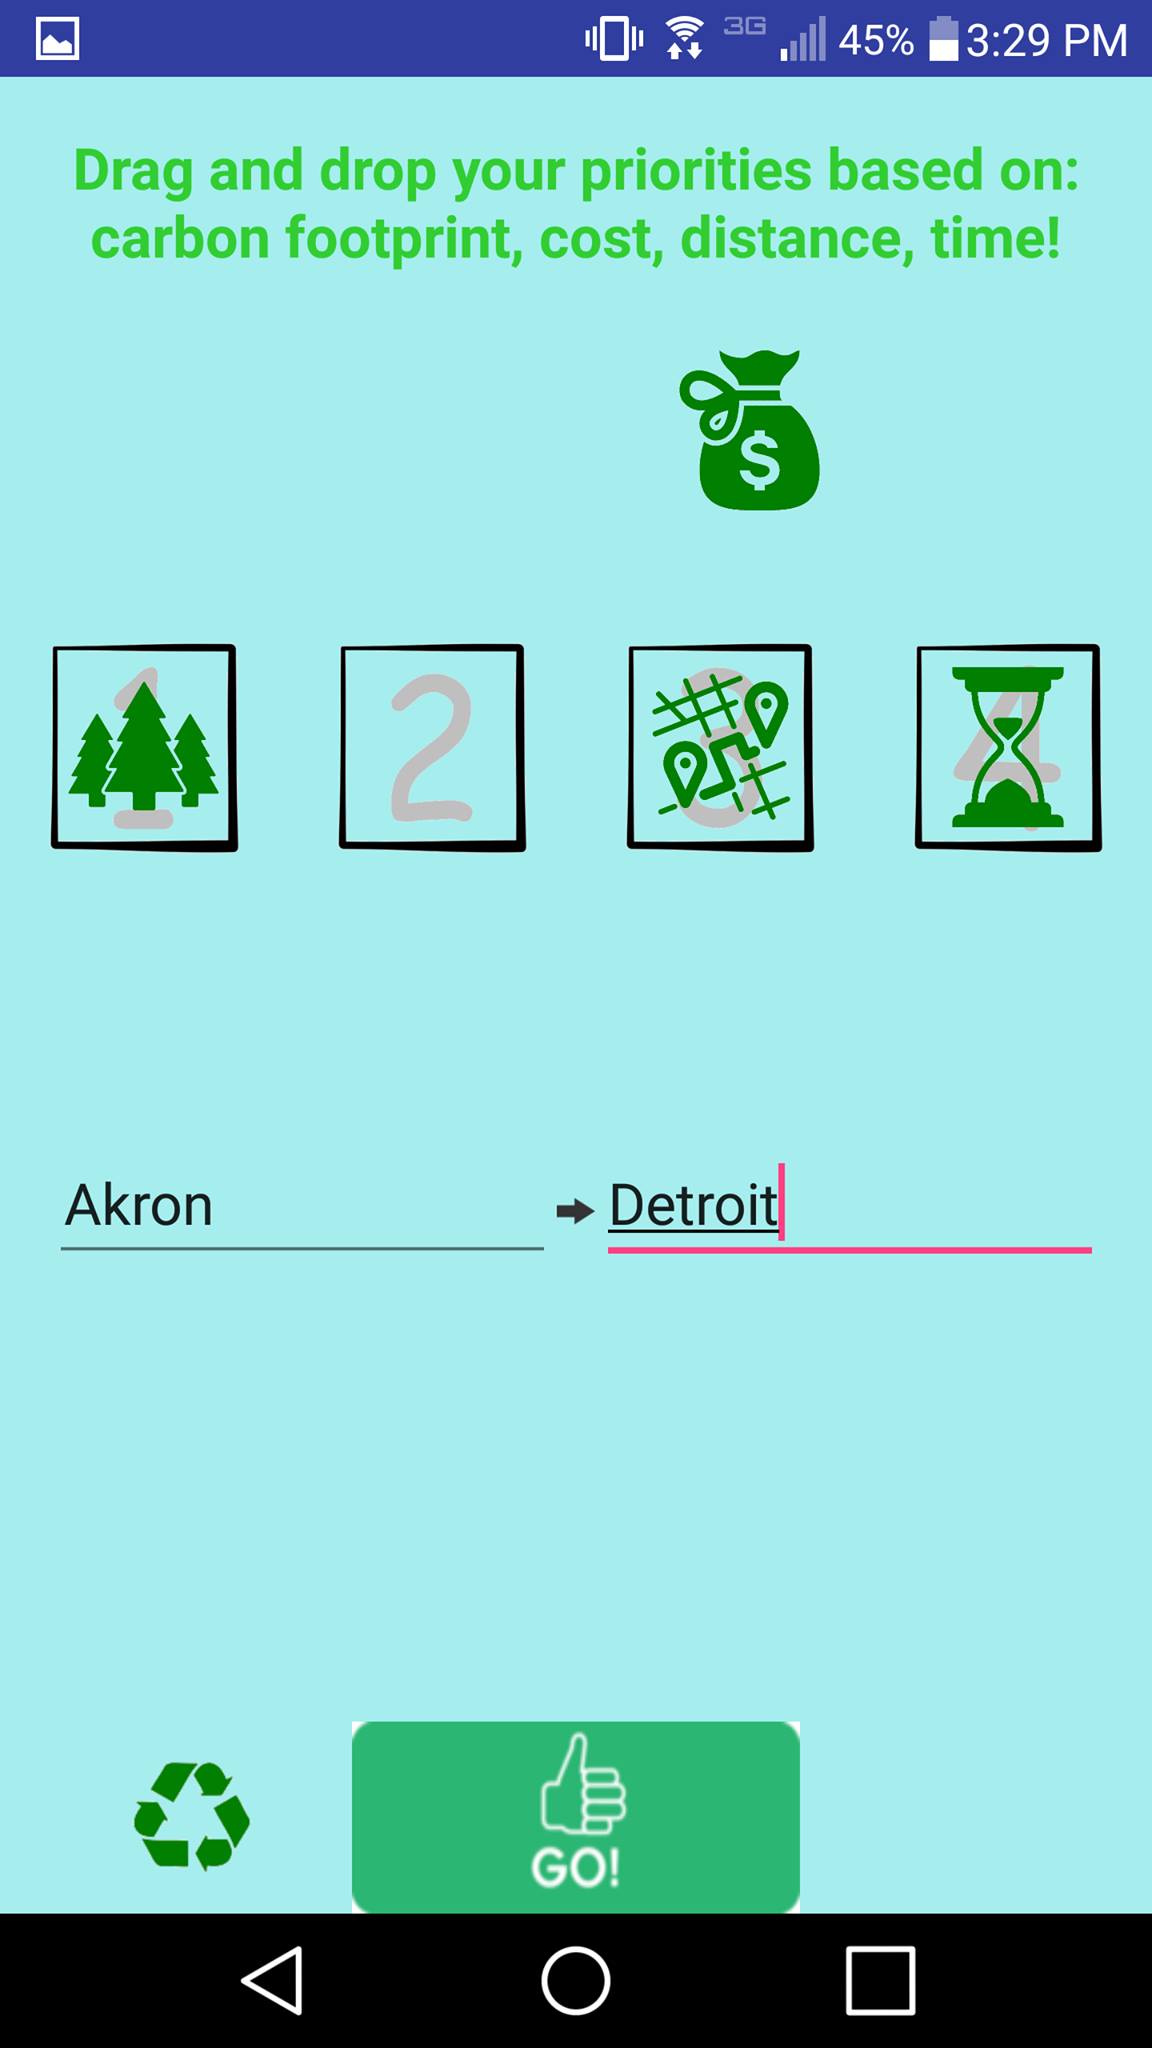 3G 45% 3:29 PM
Drag and drop your priorities based on:
carbon footprint, cost, distance, time!
$
1 2 3 4
Akron Detroit
GO!